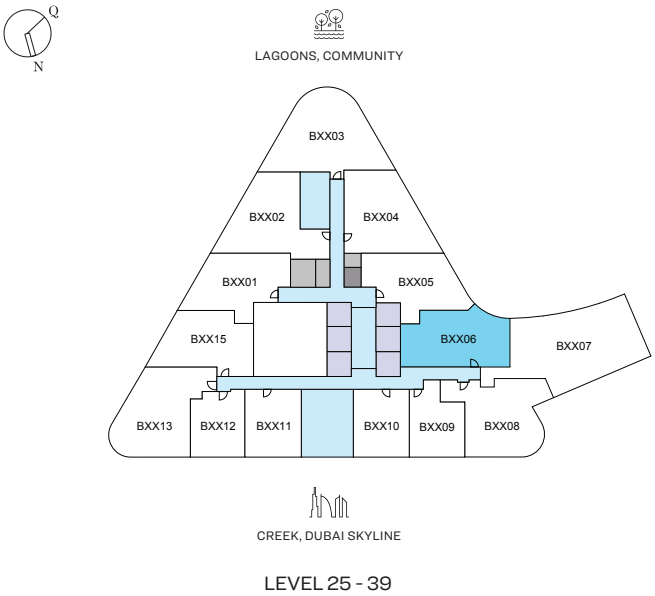 Q
N
LAGOONS, COMMUNITY
BXX03
BXX02
BXX04
BXX01
BXX05
BXX15
BXX06
BXX07
BXX13
BXX12
BXX11
BXX10
BXX09
BXX08
CREEK, DUBAI SKYLINE
LEVEL 25 - 39